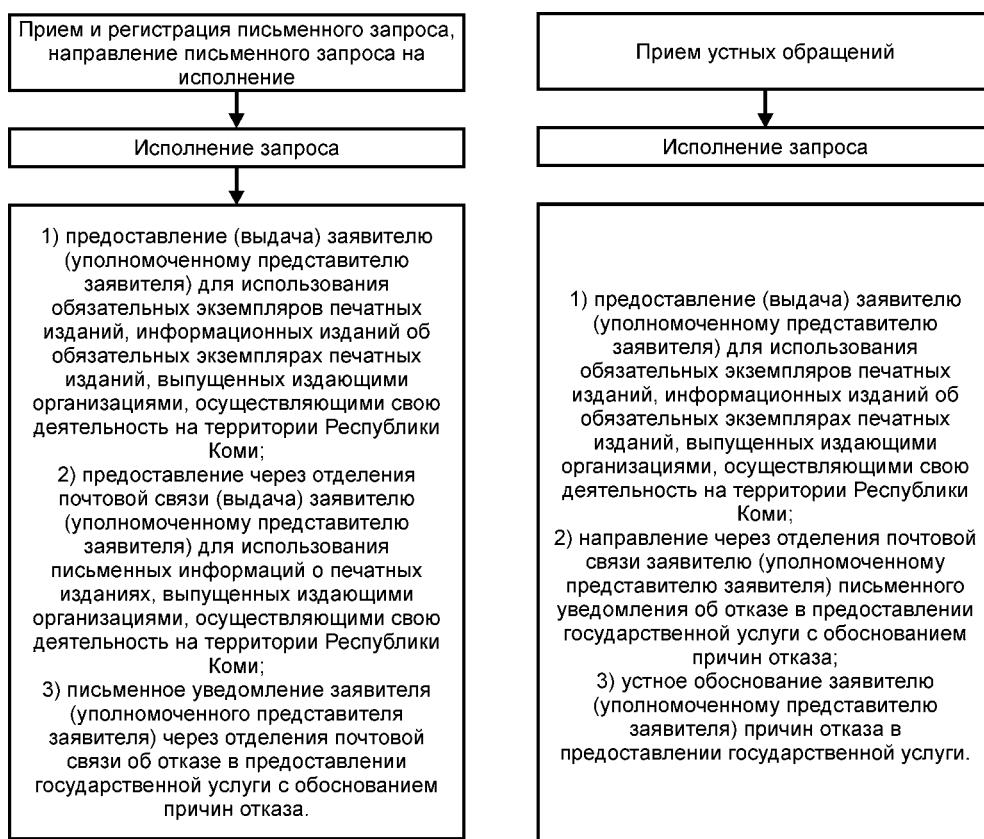 Прием и регистрация письменного запроса,
направление письменного запроса на
исполнение
Исполнение запроса
1) предоставление (выдача) заявителю
(уполномоченному представителю
заявителя) для использования
обязательных экземпляров печатных
изданий, информационных изданий об
обязательных экземплярах печатных
изданий, выпущенных издающими
организациями, осуществляющими свою
деятельность на территории Республики
Коми;
2) предоставление через отделения
почтовой связи (выдача) заявителю
(уполномоченному представителю
заявителя) для использования
письменных информаций о печатных
изданиях, выпущенных издающими
организациями, осуществляющими свою
деятельность на территории Республики
Коми;
3) письменное уведомление заявителя
(уполномоченного представителя
заявителя) через отделения почтовой
связи об отказе в предоставлении
государственной услуги с обоснованием
причин отказа.
Прием устных обращений
Исполнение запроса
1) предоставление (выдача) заявителю
(уполномоченному представителю
заявителя) для использования
обязательных экземпляров печатных
изданий, информационных изданий об
обязательных экземплярах печатных
изданий, выпущенных издающими
организациями, осуществляющими свою
деятельность на территории Республики
Коми;
2) направление через отделения почтовой
связи заявителю (уполномоченному
представителю заявителя) письменного
уведомления об отказе в предоставлении
государственной услуги с обоснованием
причин отказа;
3) устное обоснование заявителю
(уполномоченному представителю
заявителя) причин отказа в
предоставлении государственной услуги.